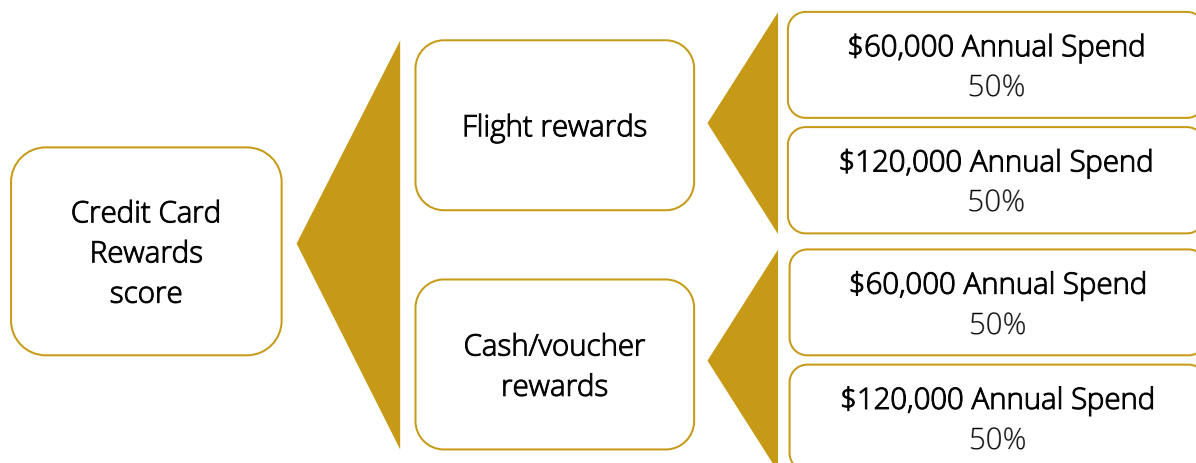 Credit Card
Rewards
score
Flight rewards
$60,000 Annual Spend
50%
$120,000 Annual Spend
50%
Cash/voucher
rewards
$60,000 Annual Spend
50%
$120,000 Annual Spend
50%